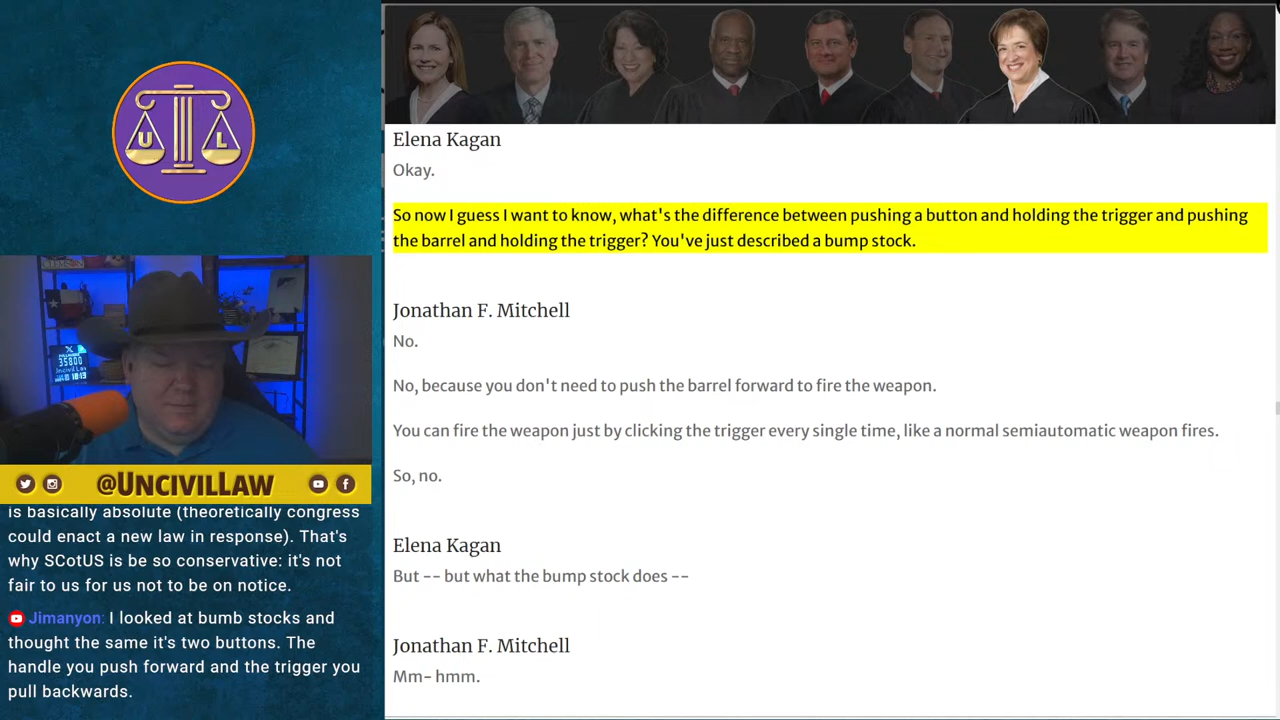 U L
Elena Kagan
Okay.
So now I guess I want to know, what's the difference between pushing a button and holding the trigger and pushing
the barrel and holding the trigger? You've just described a bump stock.
Jonathan F. Mitchell
No.
No, because you don't need to push the barrel forward to fire the weapon.
You can fire the weapon just by clicking the trigger every single time, like a normal semiautomatic weapon fires.
So, no.
Elena Kagan
But -- but what the bump stock does --
Jonathan F. Mitchell
Mm- hmm.
35800
@UNCIVILLAW
is basically absolute (theoretically congress
could enact a new law in response). That's
why SCotUS is be so conservative: it's not
fair to us for us not to be on notice.
Jimanyon: I looked at bumb stocks and
thought the same it's two buttons. The
handle you push forward and the trigger you
pull backwards.